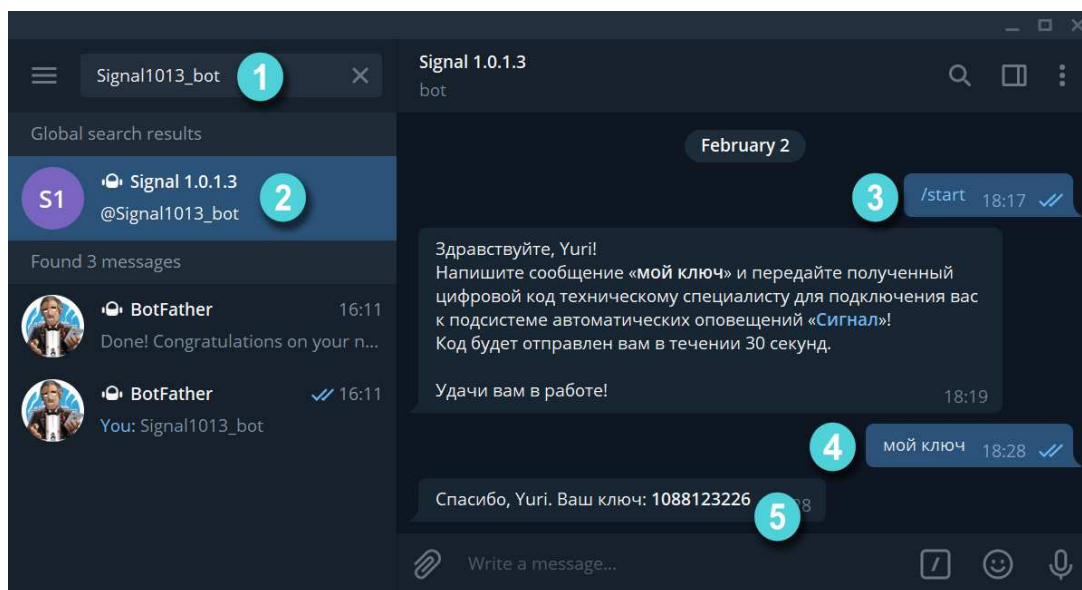 Signal1013_bot
1
Global search results
S1
Signal 1.0.1.3
@Signal1013_bot
2
Found 3 messages
BotFather 16:11
Done! Congratulations on your n...
BotFather 16:11
You: Signal1013_bot
Signal 1.0.1.3
bot
February 2
3
/start 18:17
Здравствуйте, Yuri!
Напишите сообщение «мой ключ» и передайте полученный
цифровой код техническому специалисту для подключения вас
к подсистеме автоматических оповещений «Сигнал»!
Код будет отправлен вам в течении 30 секунд.
Удачи вам в работе!
18:19
4
мой ключ 18:28
Спасибо, Yuri. Ваш ключ: 1088123226
5
Write a message...